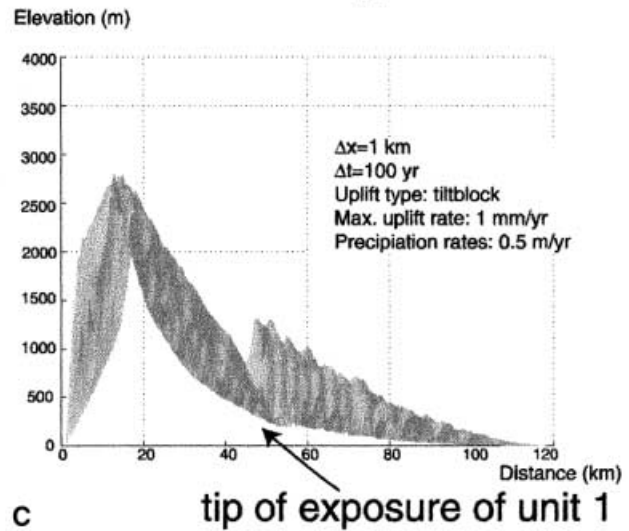 Elevation (m)
4000
3500
3000
2500
2000
1500
1000
500
0
Δx=1 km
Δt=100 yr
Uplift type: tiltblock
Max. uplift rate: 1 mm/yr
Precipiation rates: 0.5 m/yr
0 20 40 60 80 100 120
Distance (km)
c
tip of exposure of unit 1